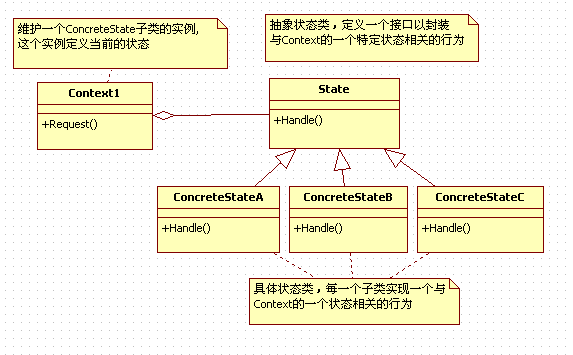 维护一个ConcreteState子类的实例,
这个实例定义当前的状态
抽象状态类，定义一个接口以封装
与Context的一个特定状态相关的行为
Context1
+Request()
State
+Handle()
ConcreteStateA
+Handle()
ConcreteStateB
+Handle()
ConcreteStateC
+Handle()
具体状态类，每一个子类实现一个与
Context的一个状态相关的行为